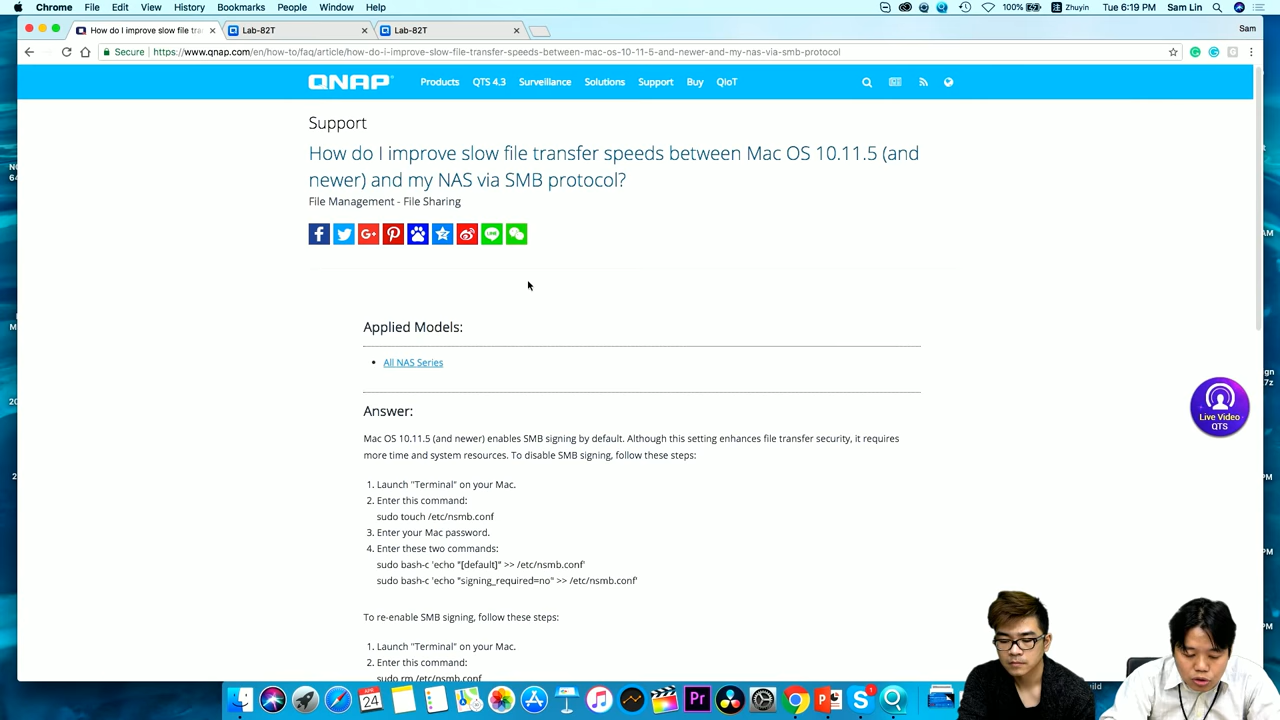 Chrome File Edit View History Bookmarks People Window Help
100% Zhuyin Tue 6:19 PM Sam Lin
How do I improve slow file tra
Lab-82T
Lab-82T
Sam
Secure https://www.qnap.com/en/how-to/faq/article/how-do-i-improve-slow-file-transfer-speeds-between-mac-os-10-11-5-and-newer-and-my-nas-via-smb-protocol
QNAP Products QTS 4.3 Surveillance Solutions Support Buy QIoT
Support
How do I improve slow file transfer speeds between Mac OS 10.11.5 (and
newer) and my NAS via SMB protocol?
File Management - File Sharing
Applied Models:
All NAS Series
Answer:
Mac OS 10.11.5 (and newer) enables SMB signing by default. Although this setting enhances file transfer security, it requires
more time and system resources. To disable SMB signing, follow these steps:
1. Launch "Terminal" on your Mac.
2. Enter this command:
sudo touch /etc/nsmb.conf
3. Enter your Mac password.
4. Enter these two commands:
sudo bash-c 'echo "[default]" >> /etc/nsmb.conf'
sudo bash-c 'echo "signing_required=no" >> /etc/nsmb.conf'
To re-enable SMB signing, follow these steps:
1. Launch "Terminal" on your Mac.
2. Enter this command:
sudo rm /etc/nsmb.conf
Live Video
QTS